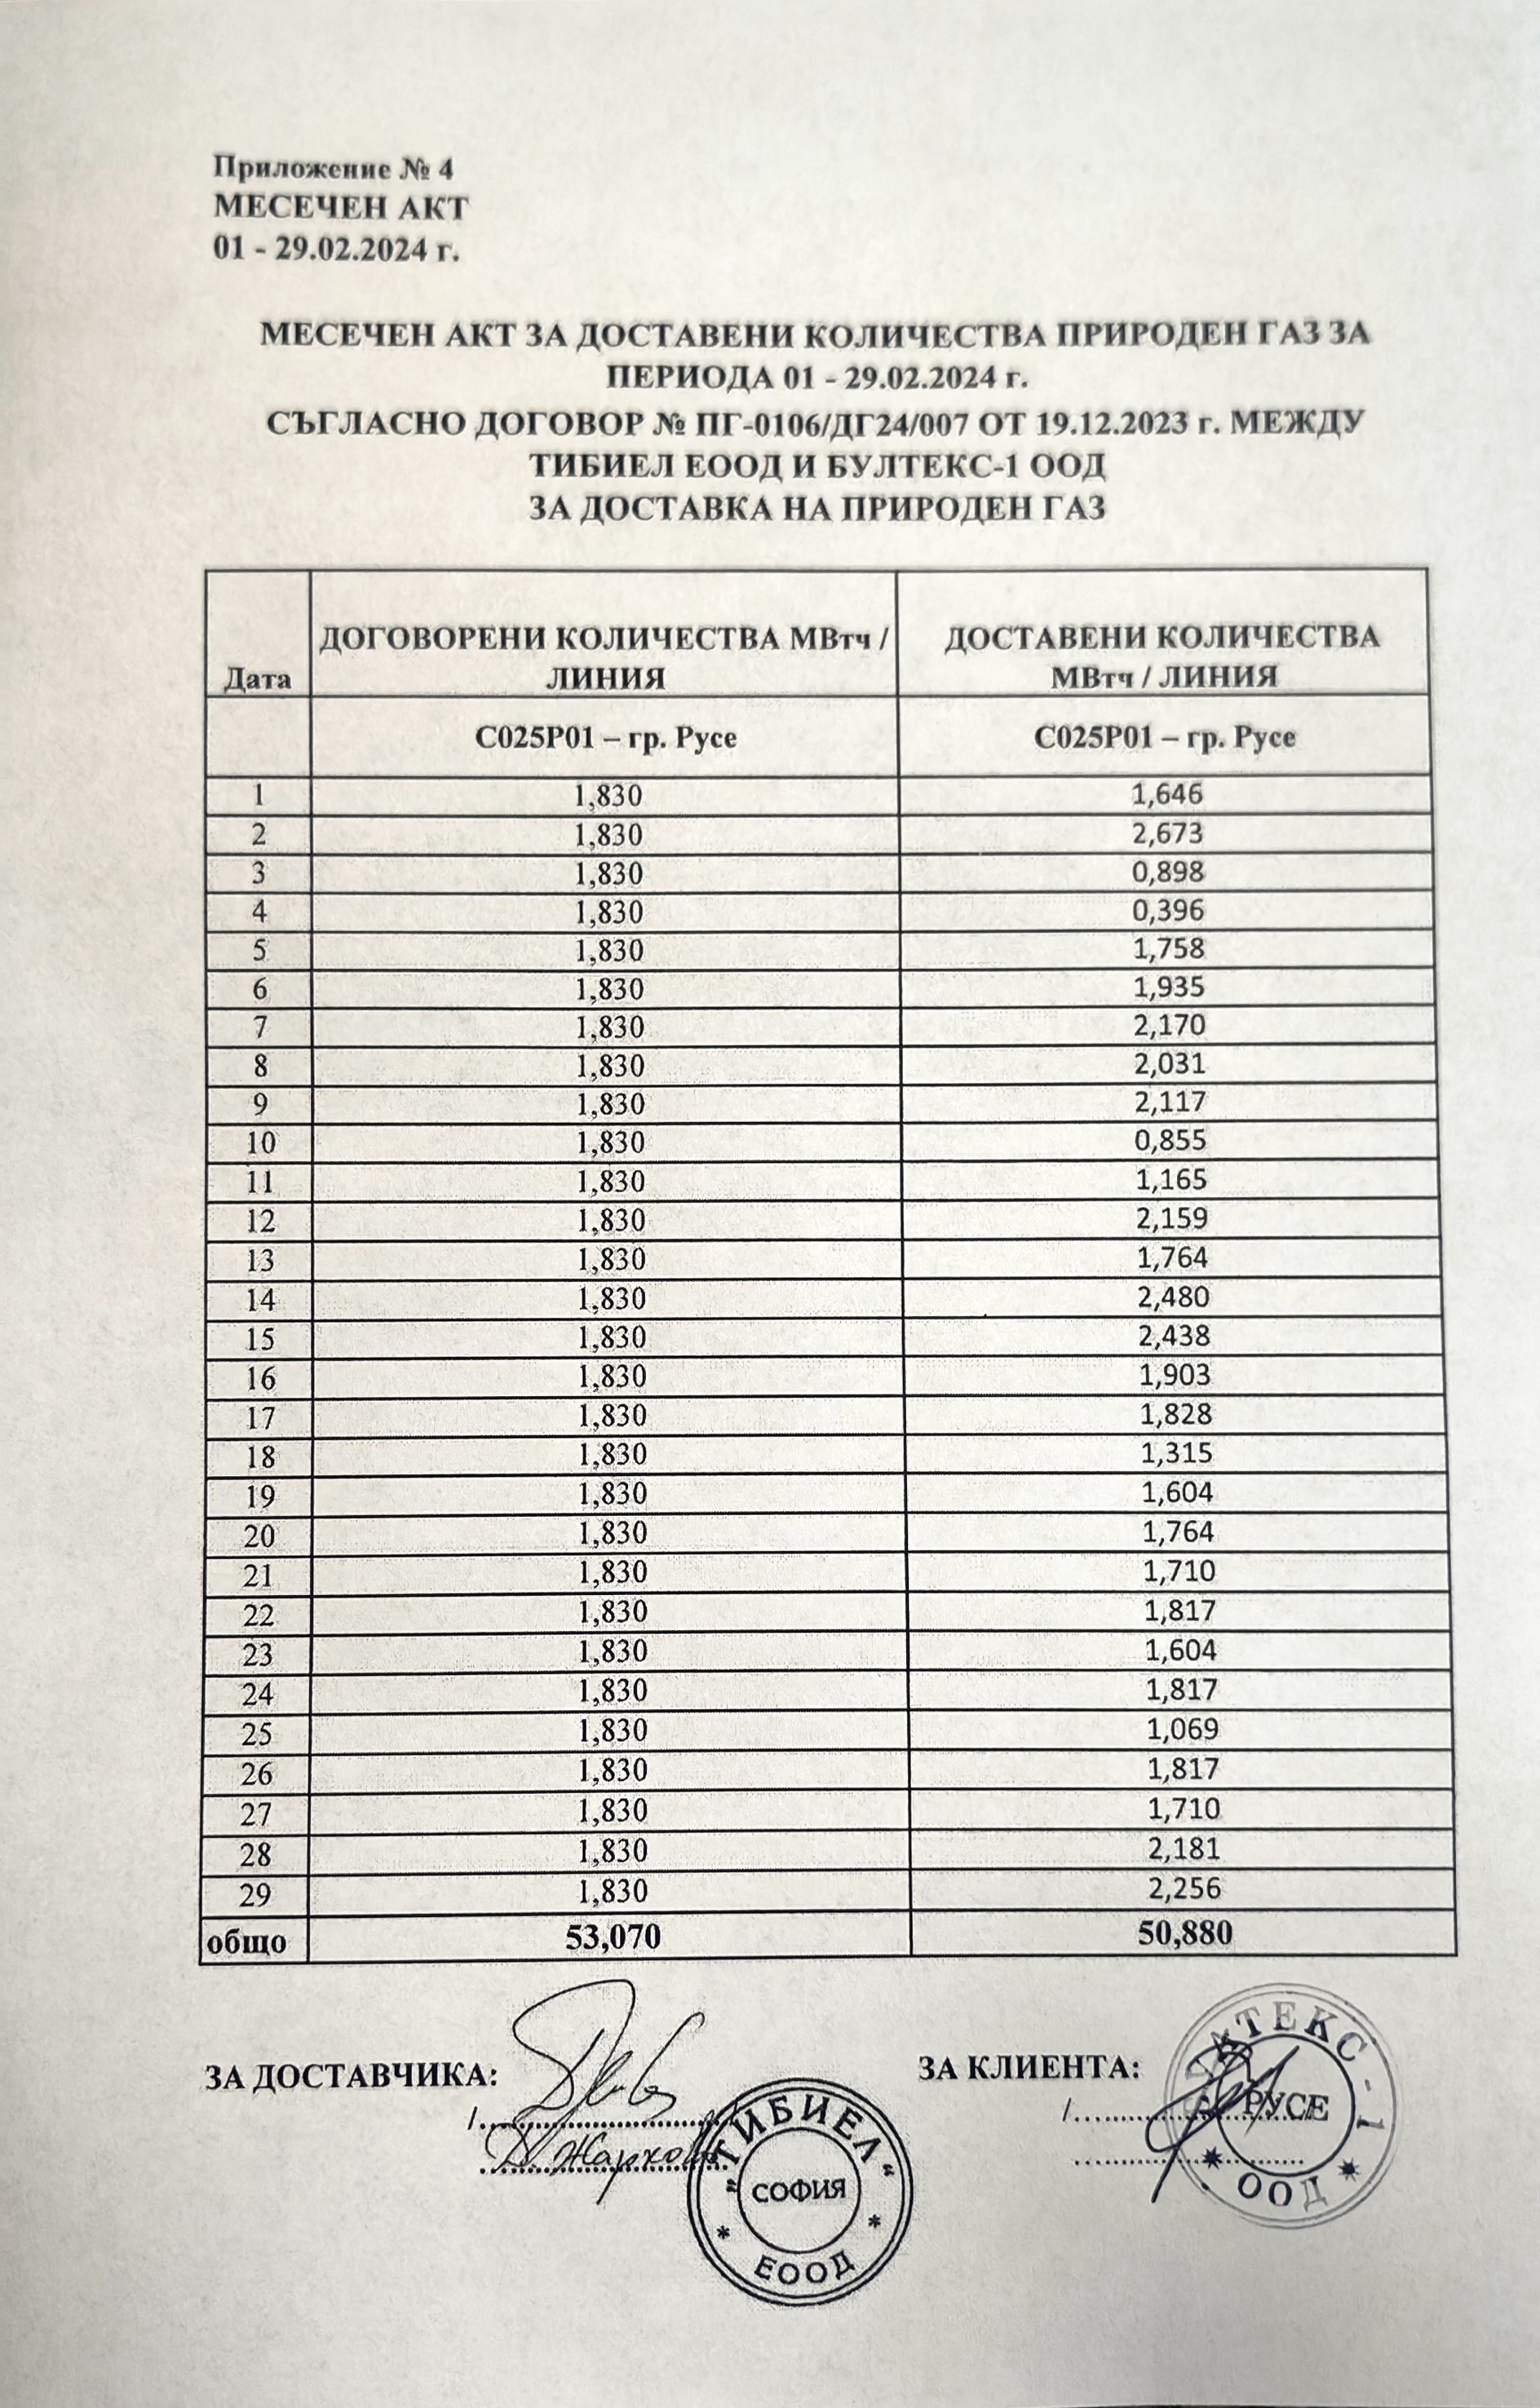 Приложение № 4
МЕСЕЧЕН АКТ
01 - 29.02.2024 г.
МЕСЕЧЕН АКТ ЗА ДОСТАВЕНИ КОЛИЧЕСТВА ПРИРОДЕН ГАЗ ЗА
ПЕРИОДА 01 - 29.02.2024 г.
СЪГЛАСНО ДОГОВОР № ПГ-0106/ДГ24/007 ОТ 19.12.2023 г. МЕЖДУ
ТИБИЕЛ ЕООД И БУЛТЕКС-1 ООД
ЗА ДОСТАВКА НА ПРИРОДЕН ГАЗ
Дата ДОГОВОРЕНИ КОЛИЧЕСТВА МВтч / ЛИНИЯ ДОСТАВЕНИ КОЛИЧЕСТВА МВтч / ЛИНИЯ
C025P01 – гр. Русе C025P01 – гр. Русе
1 1,830 1,646
2 1,830 2,673
3 1,830 0,898
4 1,830 0,396
5 1,830 1,758
6 1,830 1,935
7 1,830 2,170
8 1,830 2,031
9 1,830 2,117
10 1,830 0,855
11 1,830 1,165
12 1,830 2,159
13 1,830 1,764
14 1,830 2,480
15 1,830 2,438
16 1,830 1,903
17 1,830 1,828
18 1,830 1,315
19 1,830 1,604
20 1,830 1,764
21 1,830 1,710
22 1,830 1,817
23 1,830 1,604
24 1,830 1,817
25 1,830 1,069
26 1,830 1,817
27 1,830 1,710
28 1,830 2,181
29 1,830 2,256
общо 53,070 50,880
ЗА ДОСТАВЧИКА: ЗА КЛИЕНТА:
"ТИБИЕЛ"
СОФИЯ
ЕООД
РУСЕ
ООД